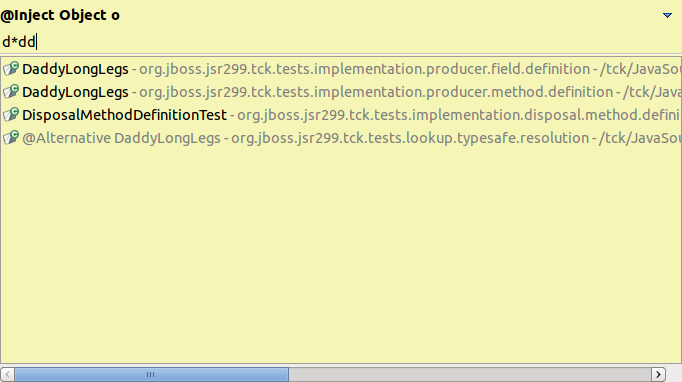 @Inject Object o
d*dd
DaddyLongLegs - org.jboss.jsr299.tck.tests.implementation.producer.field.definition - /tck/JavaSou
DaddyLongLegs - org.jboss.jsr299.tck.tests.implementation.producer.method.definition - /tck/Java
DisposalMethodDefinitionTest - org.jboss.jsr299.tck.tests.implementation.disposal.method.defini
@Alternative DaddyLongLegs - org.jboss.jsr299.tck.tests.lookup.typesafe.resolution - /tck/JavaSou